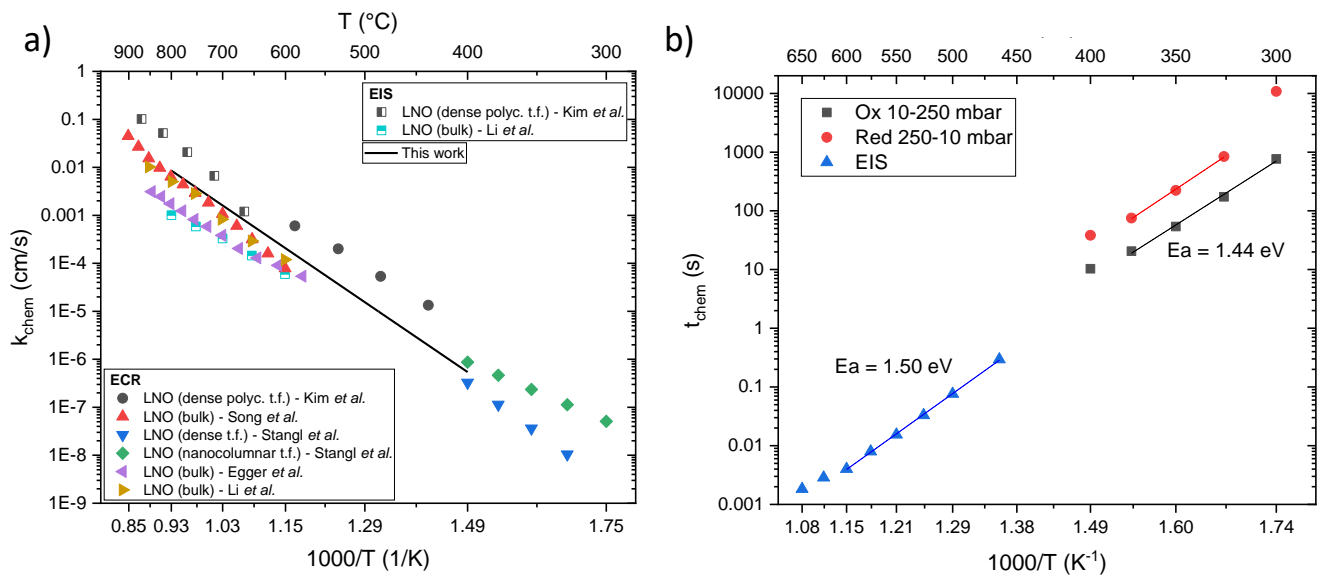 a)
T (°C)
900 800 700 600 500 400 300
1
0.1
0.01
0.001
1E-4
1E-5
1E-6
1E-7
1E-8
1E-9
k_chem (cm/s)
EIS
LNO (dense polyc. t.f.) - Kim et al.
LNO (bulk) - Li et al.
This work
ECR
LNO (dense polyc. t.f.) - Kim et al.
LNO (bulk) - Song et al.
LNO (dense t.f.) - Stangl et al.
LNO (nanocolumnar t.f.) - Stangl et al.
LNO (bulk) - Egger et al.
LNO (bulk) - Li et al.
0.85 0.93 1.03 1.15 1.29 1.49 1.75
1000/T (1/K)
b)
650 600 550 500 450 400 350 300
10000
1000
100
10
1
0.1
0.01
0.001
t_chem (s)
Ox 10-250 mbar
Red 250-10 mbar
EIS
Ea = 1.44 eV
Ea = 1.50 eV
1.08 1.15 1.21 1.29 1.38 1.49 1.60 1.74
1000/T (K⁻¹)